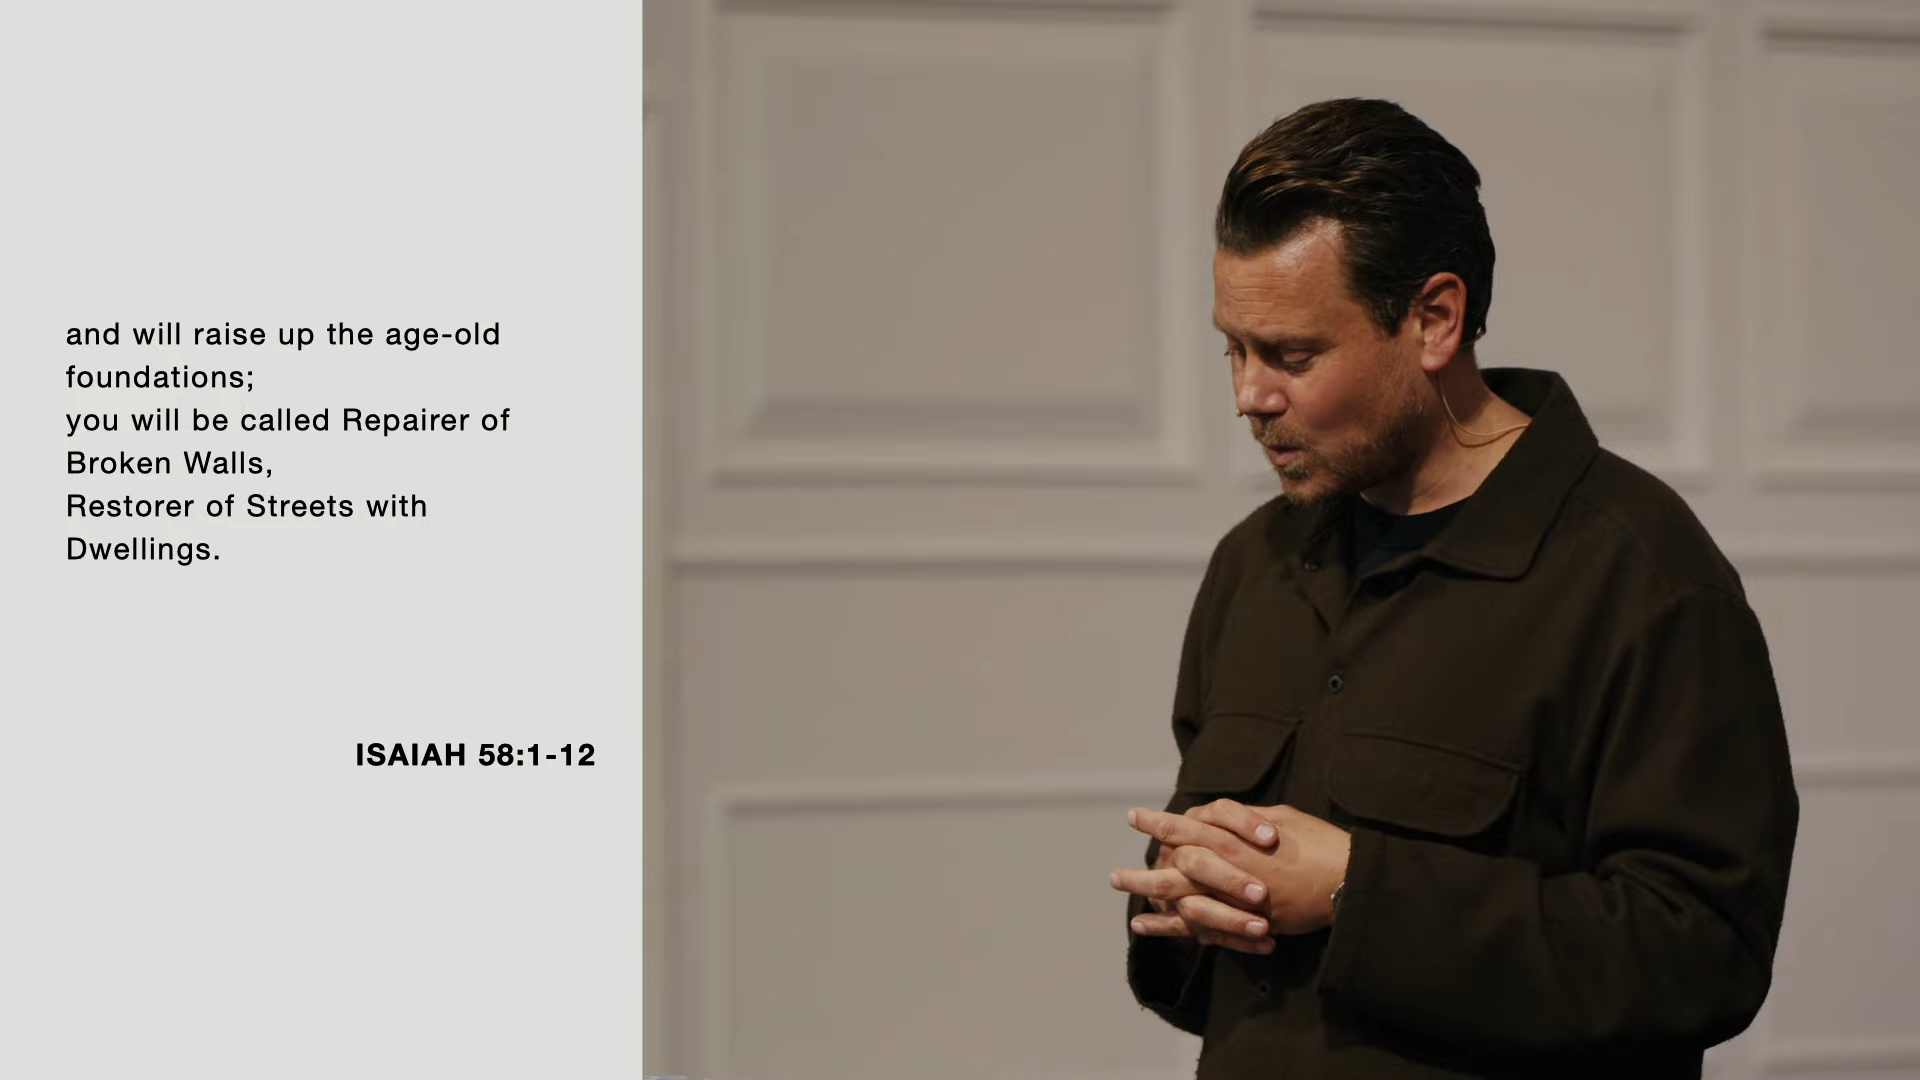 and will raise up the age-old
foundations;
you will be called Repairer of
Broken Walls,
Restorer of Streets with
Dwellings.
ISAIAH 58:1-12